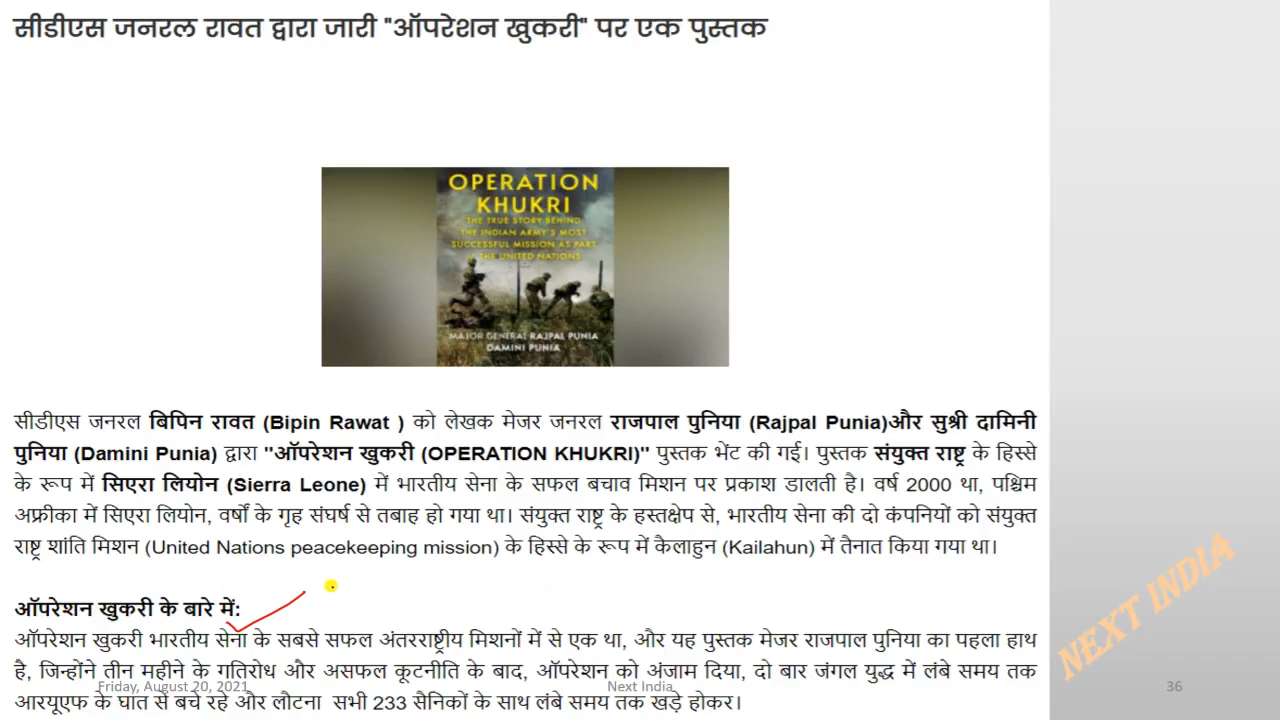 सीडीएस जनरल रावत द्वारा जारी "ऑपरेशन खुकरी" पर एक पुस्तक
OPERATION
KHUKRI
THE TRUE STORY BEHIND
THE INDIAN ARMY'S MOST
SUCCESSFUL MISSION AS PART
OF THE UNITED NATIONS
MAJOR GENERAL RAJPAL PUNIA
DAMINI PUNIA
सीडीएस जनरल बिपिन रावत (Bipin Rawat ) को लेखक मेजर जनरल राजपाल पुनिया (Rajpal Punia)और सुश्री दामिनी
पुनिया (Damini Punia) द्वारा "ऑपरेशन खुकरी (OPERATION KHUKRI)" पुस्तक भेंट की गई। पुस्तक संयुक्त राष्ट्र के हिस्से
के रूप में सिएरा लियोन (Sierra Leone) में भारतीय सेना के सफल बचाव मिशन पर प्रकाश डालती है। वर्ष 2000 था, पश्चिम
अफ्रीका में सिएरा लियोन, वर्षों के गृह संघर्ष से तबाह हो गया था। संयुक्त राष्ट्र के हस्तक्षेप से, भारतीय सेना की दो कंपनियों को संयुक्त
राष्ट्र शांति मिशन (United Nations peacekeeping mission) के हिस्से के रूप में कैलाहुन (Kailahun) में तैनात किया गया था।
ऑपरेशन खुकरी के बारे में:
ऑपरेशन खुकरी भारतीय सेना के सबसे सफल अंतरराष्ट्रीय मिशनों में से एक था, और यह पुस्तक मेजर राजपाल पुनिया का पहला हाथ
है, जिन्होंने तीन महीने के गतिरोध और असफल कूटनीति के बाद, ऑपरेशन को अंजाम दिया, दो बार जंगल युद्ध में लंबे समय तक
आरयूएफ के घात से बचे रहे और लौटना सभी 233 सैनिकों के साथ लंबे समय तक खड़े होकर।
Friday, August 20, 2021
Next India
36
NEXT INDIA